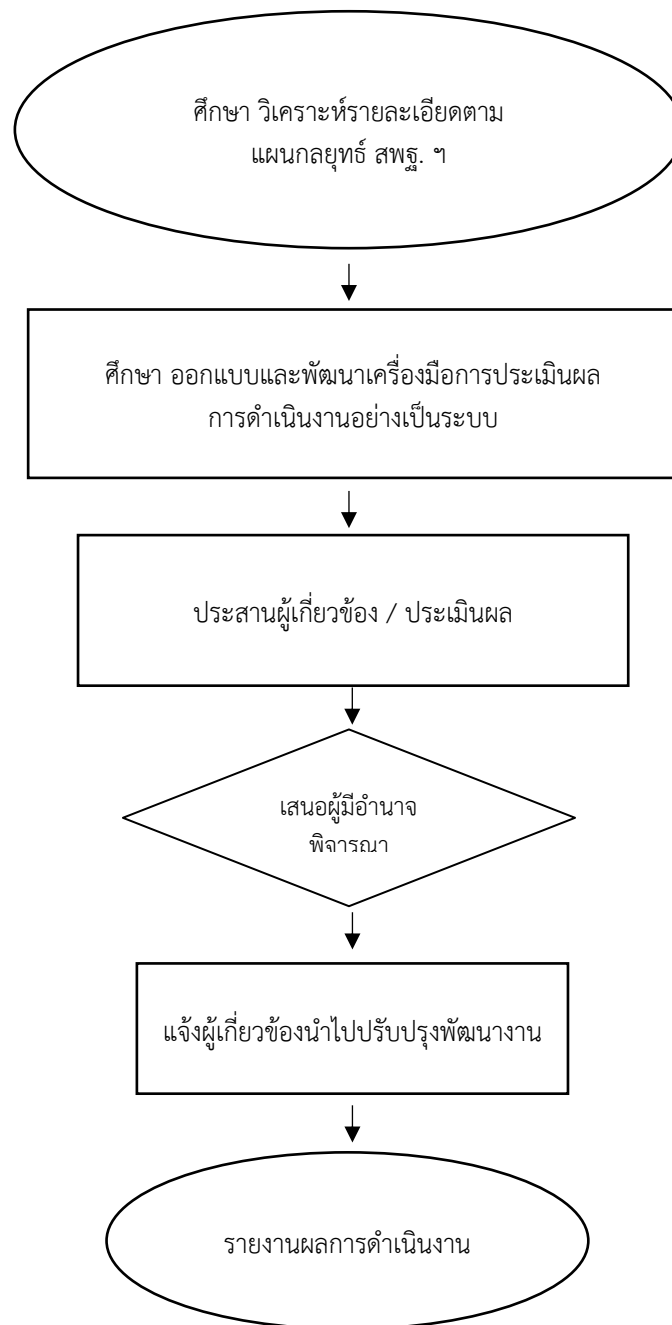 ศึกษา วิเคราะห์รายละเอียดตาม
แผนกลยุทธ์ สพฐ. ฯ
ศึกษา ออกแบบและพัฒนาเครื่องมือการประเมินผล
การดำเนินงานอย่างเป็นระบบ
ประสานผู้เกี่ยวข้อง / ประเมินผล
เสนอผู้มีอำนาจ
พิจารณา
แจ้งผู้เกี่ยวข้องนำไปปรับปรุงพัฒนางาน
รายงานผลการดำเนินงาน